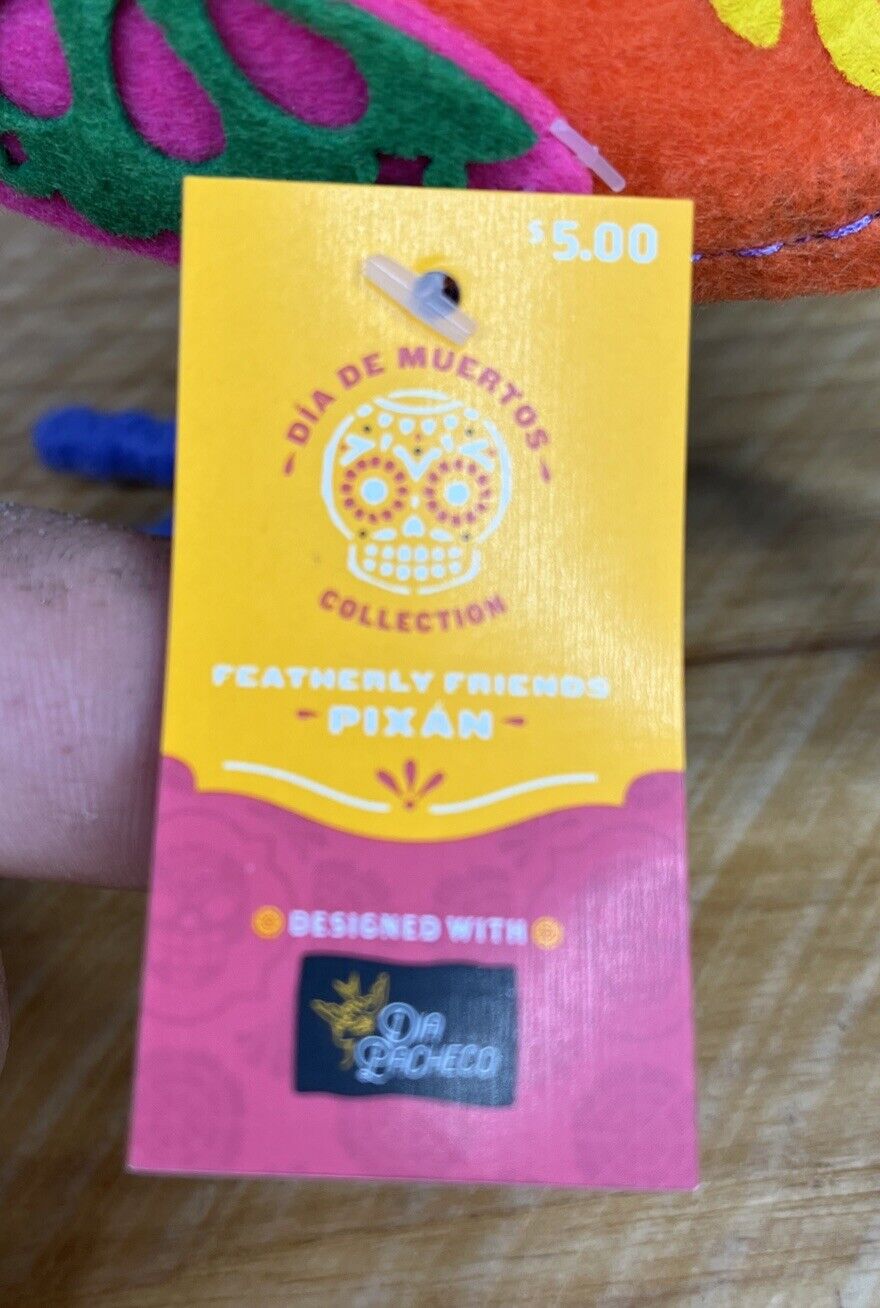 $5.00
DÍA DE MUERTOS
COLLECTION
FEATHERLY FRIENDS
PIXÁN
DESIGNED WITH
DIA
PACHECO